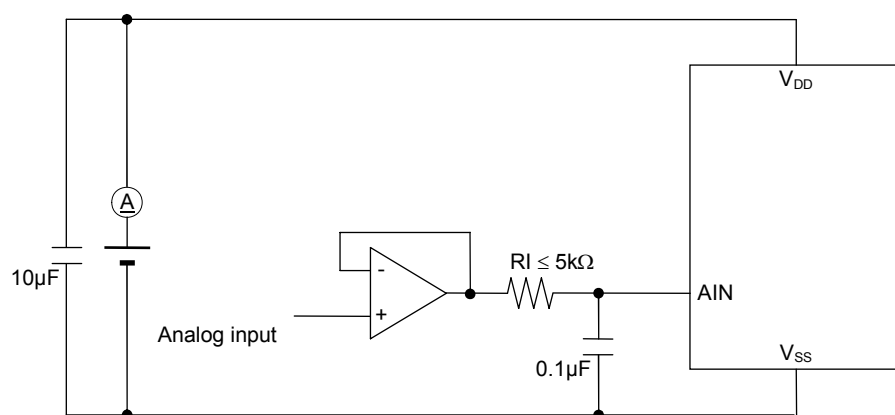 V_DD
A
RI ≤ 5kΩ
10µF
-
AIN
+
Analog input
V_SS
0.1µF